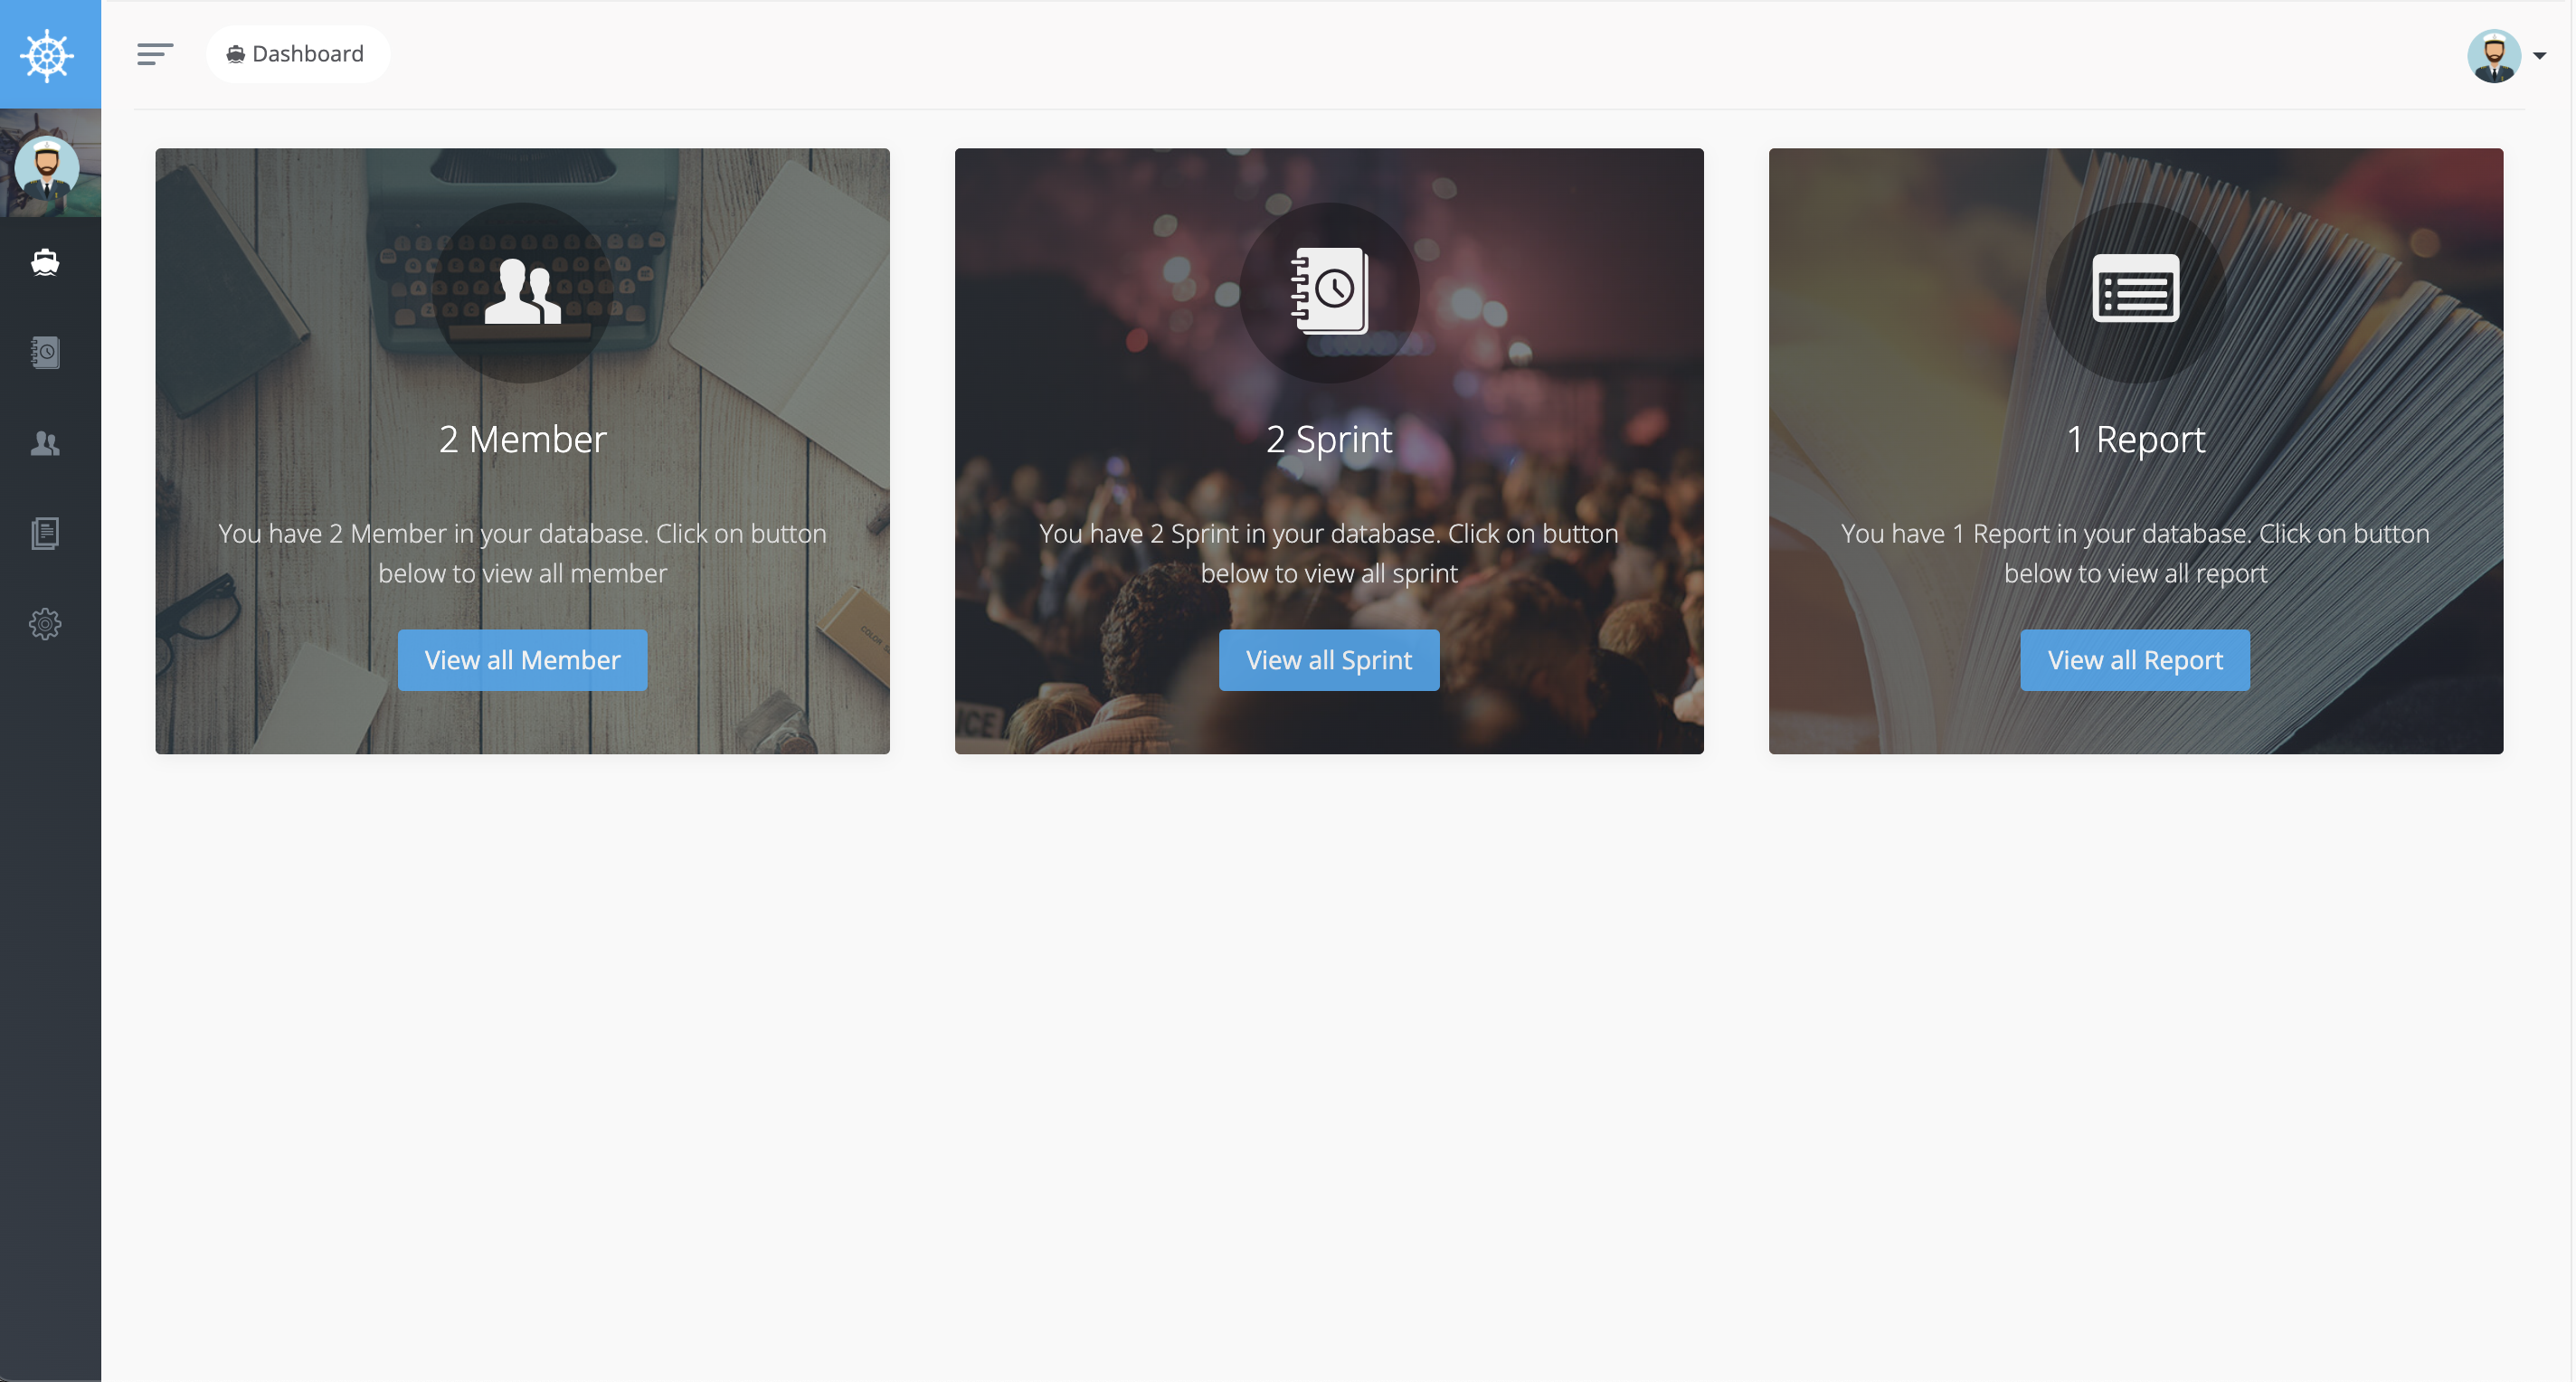 Dashboard
2 Member
You have 2 Member in your database. Click on button
below to view all member
View all Member
2 Sprint
You have 2 Sprint in your database. Click on button
below to view all sprint
View all Sprint
1 Report
You have 1 Report in your database. Click on button
below to view all report
View all Report